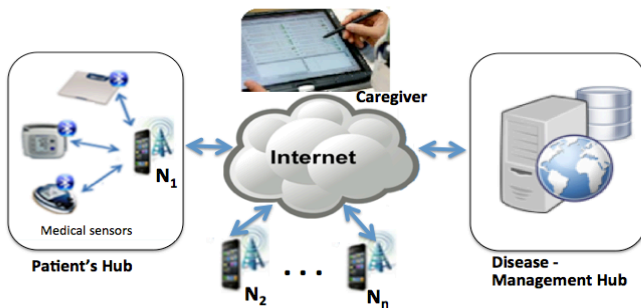 Caregiver
Internet
N1
Medical sensors
Patient's Hub
N2
...
Nn
Disease -
Management Hub